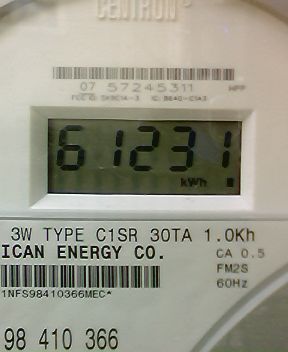 CENTRON®
07 57245311
61231
kWh
3W TYPE C1SR 30TA 1.0Kh
ICAN ENERGY CO. CA 0.5
FM2S
1NFS98410366MEC* 60Hz
98 410 366